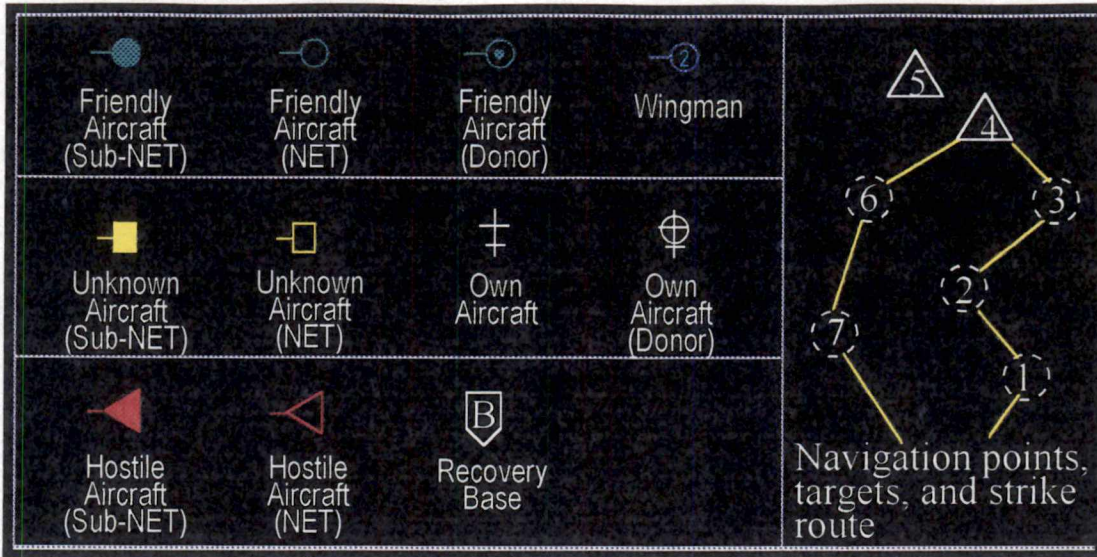 Friendly
Aircraft
(Sub-NET)
Friendly
Aircraft
(NET)
Friendly
Aircraft
(Donor)
2
Wingman
Unknown
Aircraft
(Sub-NET)
Unknown
Aircraft
(NET)
Own
Aircraft
Own
Aircraft
(Donor)
Hostile
Aircraft
(Sub-NET)
Hostile
Aircraft
(NET)
B
Recovery
Base
5
4
6
3
2
7
1
Navigation points,
targets, and strike
route